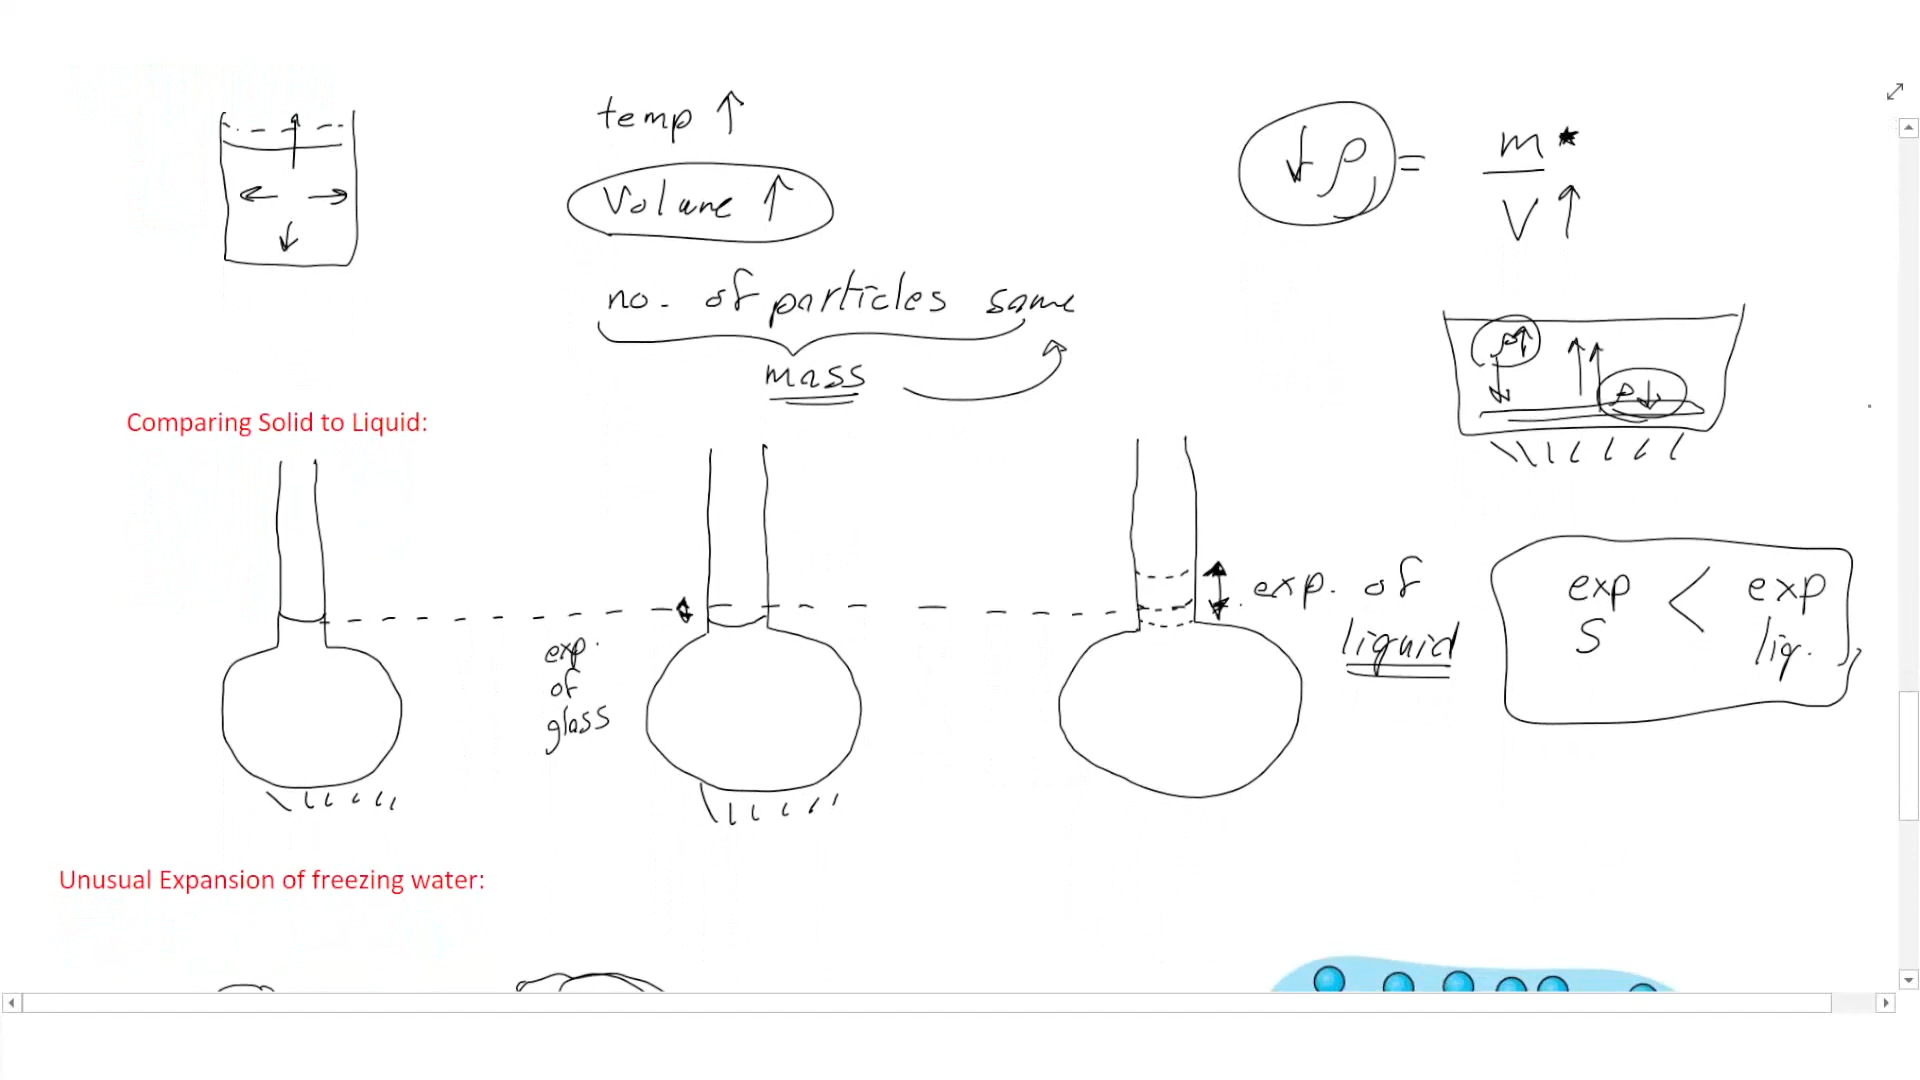 temp ↑
Volume ↑
no. of particles same
mass
↓ ρ = m* / V ↑
ρ↑
ρ↓
Comparing Solid to Liquid:
exp.
of
glass
exp. of
liquid
exp < exp
S liq.
Unusual Expansion of freezing water: